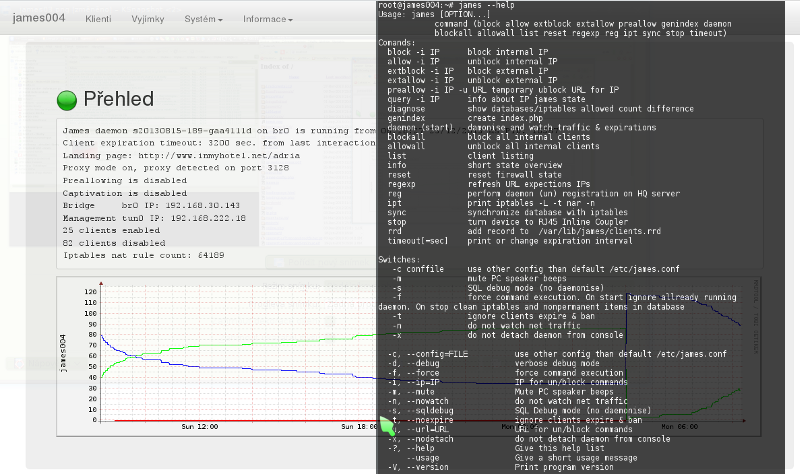 james004 Klienti Výjimky Systém Informace
Přehled
James daemon m20130815-189-gaa4111d on br0 is running from
Client expiration timeout: 3200 sec. from last interaction
Landing page: http://www.inmyhotel.net/adria
Proxy mode on, proxy detected on port 3128
Preallowing is disabled
Captivation is disabled
Bridge br0 IP: 192.168.30.143
Management tun0 IP: 192.168.222.18
25 clients enabled
82 clients disabled
Iptables nat rule count: 64189
james004
120
110
100
90
80
70
60
50
40
30
20
10
0
Sun 12:00 Sun 18:00 Mon 06:00
root@james004:~# james --help
Usage: james [OPTION...]
command (block allow extblock extallow preallow genindex daemon
blockall allowall list reset regexp reg ipt sync stop timeout)
Comands:
block -i IP block internal IP
allow -i IP unblock internal IP
extblock -i IP block external IP
extallow -i IP unblock external IP
preallow -i IP -u URL temporary ublock URL for IP
query -i IP info about IP james state
diagnose show databases/iptables allowed count difference
genindex create index.php
daemon {start} damonise and watch traffic & expirations
blockall block all internal clients
allowall unblock all internal clients
list client listing
info short state overview
reset reset firewall state
regexp refresh URL expections IPs
reg perform daemon (un) registration on HQ server
ipt print iptables -L -t nar -n
sync synchronize database with iptables
stop turn device to RJ45 Inline Coupler
rrd add record to /var/lib/james/clients.rrd
timeout[=sec] print or change expiration interval
Switches:
-c conffile use other config than default /etc/james.conf
-m mute PC speaker beeps
-s SQL debug mode (no daemonise)
-f force command execution. On start ignore allready running
daemon. On stop clean iptables and nonpermanent items in database
-t ignore clients expire & ban
-n do not watch net traffic
-x do not detach daemon from console
-c, --config=FILE use other config than default /etc/james.conf
-d, --debug verbose debug mode
-f, --force force command execution
-i, --ip=IP IP for un/block commands
-m, --mute Mute PC speaker beeps
-n, --nowatch do not watch net traffic
-s, --sqldebug SQL Debug mode (no daemonise)
-t, --noexpire ignore clients expire & ban
--url=URL URL for un/block commands
-x, --nodetach do not detach daemon from console
-?, --help Give this help list
--usage Give a short usage message
-V, --version Print program version